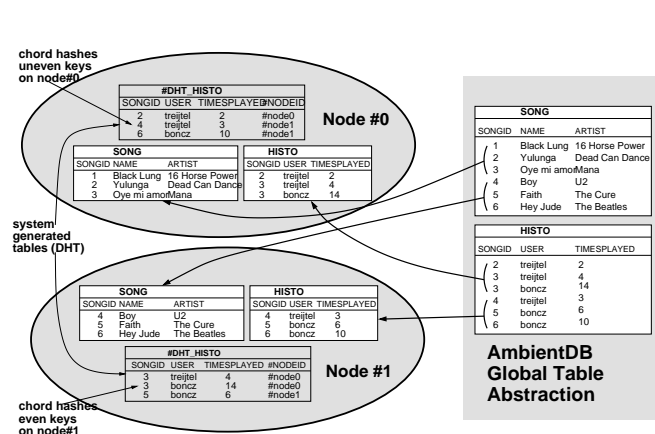 chord hashes
uneven keys
on node#0
#DHT_HISTO
SONGID USER TIMESPLAYED #NODEID
2 treijtel 2 #node0
4 treijtel 3 #node1
6 boncz 10 #node1
Node #0
SONG
SONGID NAME ARTIST
1 Black Lung 16 Horse Power
2 Yulunga Dead Can Dance
3 Oye mi amor Mana
HISTO
SONGID USER TIMESPLAYED
2 treijtel 2
3 treijtel 4
3 boncz 14
system
generated
tables (DHT)
SONG
SONGID NAME ARTIST
4 Boy U2
5 Faith The Cure
6 Hey Jude The Beatles
HISTO
SONGID USER TIMESPLAYED
4 treijtel 3
5 boncz 6
6 boncz 10
#DHT_HISTO
SONGID USER TIMESPLAYED #NODEID
3 treijtel 4 #node0
3 boncz 14 #node0
5 boncz 6 #node1
Node #1
chord hashes
even keys
on node#1
SONG
SONGID NAME ARTIST
1 Black Lung 16 Horse Power
2 Yulunga Dead Can Dance
3 Oye mi amor Mana
4 Boy U2
5 Faith The Cure
6 Hey Jude The Beatles
HISTO
SONGID USER TIMESPLAYED
2 treijtel 2
3 treijtel 4
3 boncz 14
4 treijtel 3
5 boncz 6
6 boncz 10
AmbientDB
Global Table
Abstraction